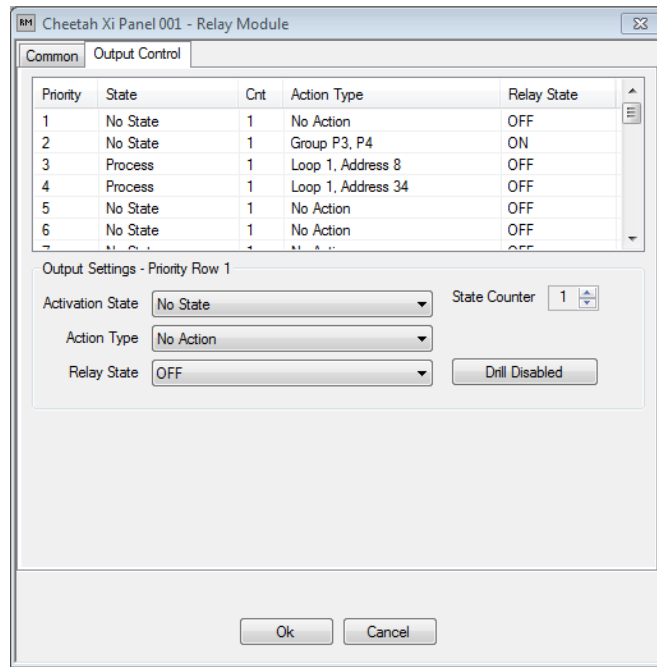 RM Cheetah Xi Panel 001 - Relay Module
Common Output Control
Priority State Cnt Action Type Relay State
1 No State 1 No Action OFF
2 No State 1 Group P3, P4 ON
3 Process 1 Loop 1, Address 8 OFF
4 Process 1 Loop 1, Address 34 OFF
5 No State 1 No Action OFF
6 No State 1 No Action OFF
Output Settings - Priority Row 1
Activation State No State State Counter 1
Action Type No Action
Relay State OFF Drill Disabled
Ok Cancel